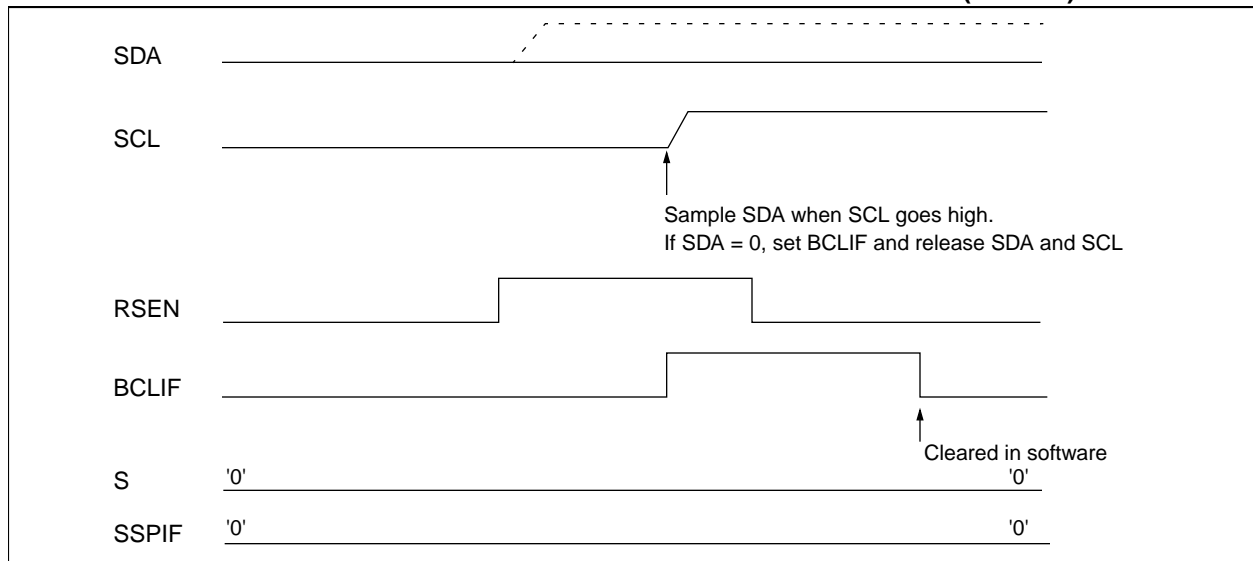 SDA
SCL
Sample SDA when SCL goes high.
If SDA = 0, set BCLIF and release SDA and SCL
RSEN
BCLIF
Cleared in software
S '0' '0'
SSPIF '0' '0'